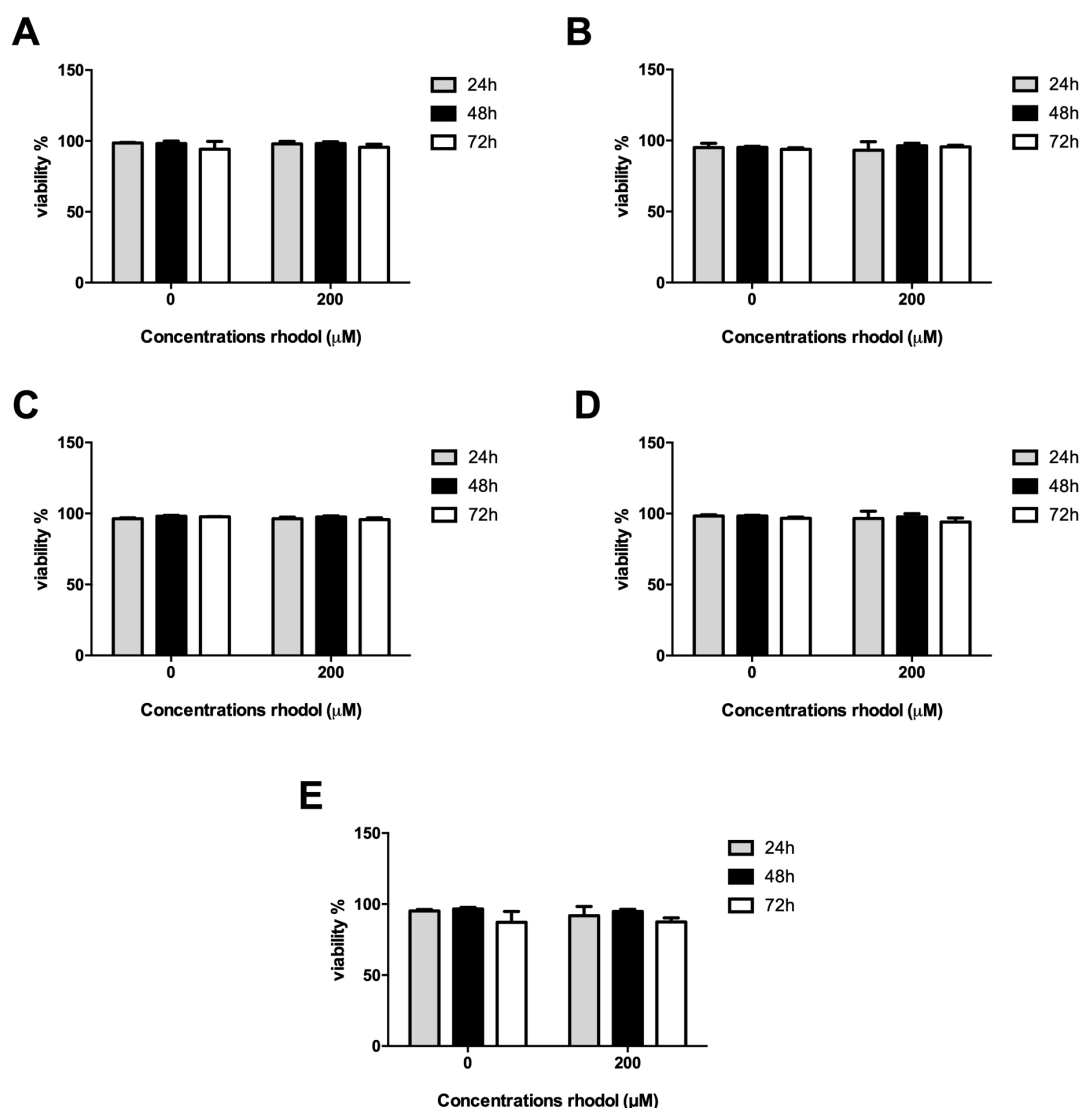 A
150
100
50
0
viability %
0
200
Concentrations rhodol (μM)
24h
48h
72h
B
150
100
50
0
viability %
0
200
Concentrations rhodol (μM)
24h
48h
72h
C
150
100
50
0
viability %
0
200
Concentrations rhodol (μM)
24h
48h
72h
D
150
100
50
0
viability %
0
200
Concentrations rhodol (μM)
24h
48h
72h
E
150
100
50
0
viability %
0
200
Concentrations rhodol (µM)
24h
48h
72h